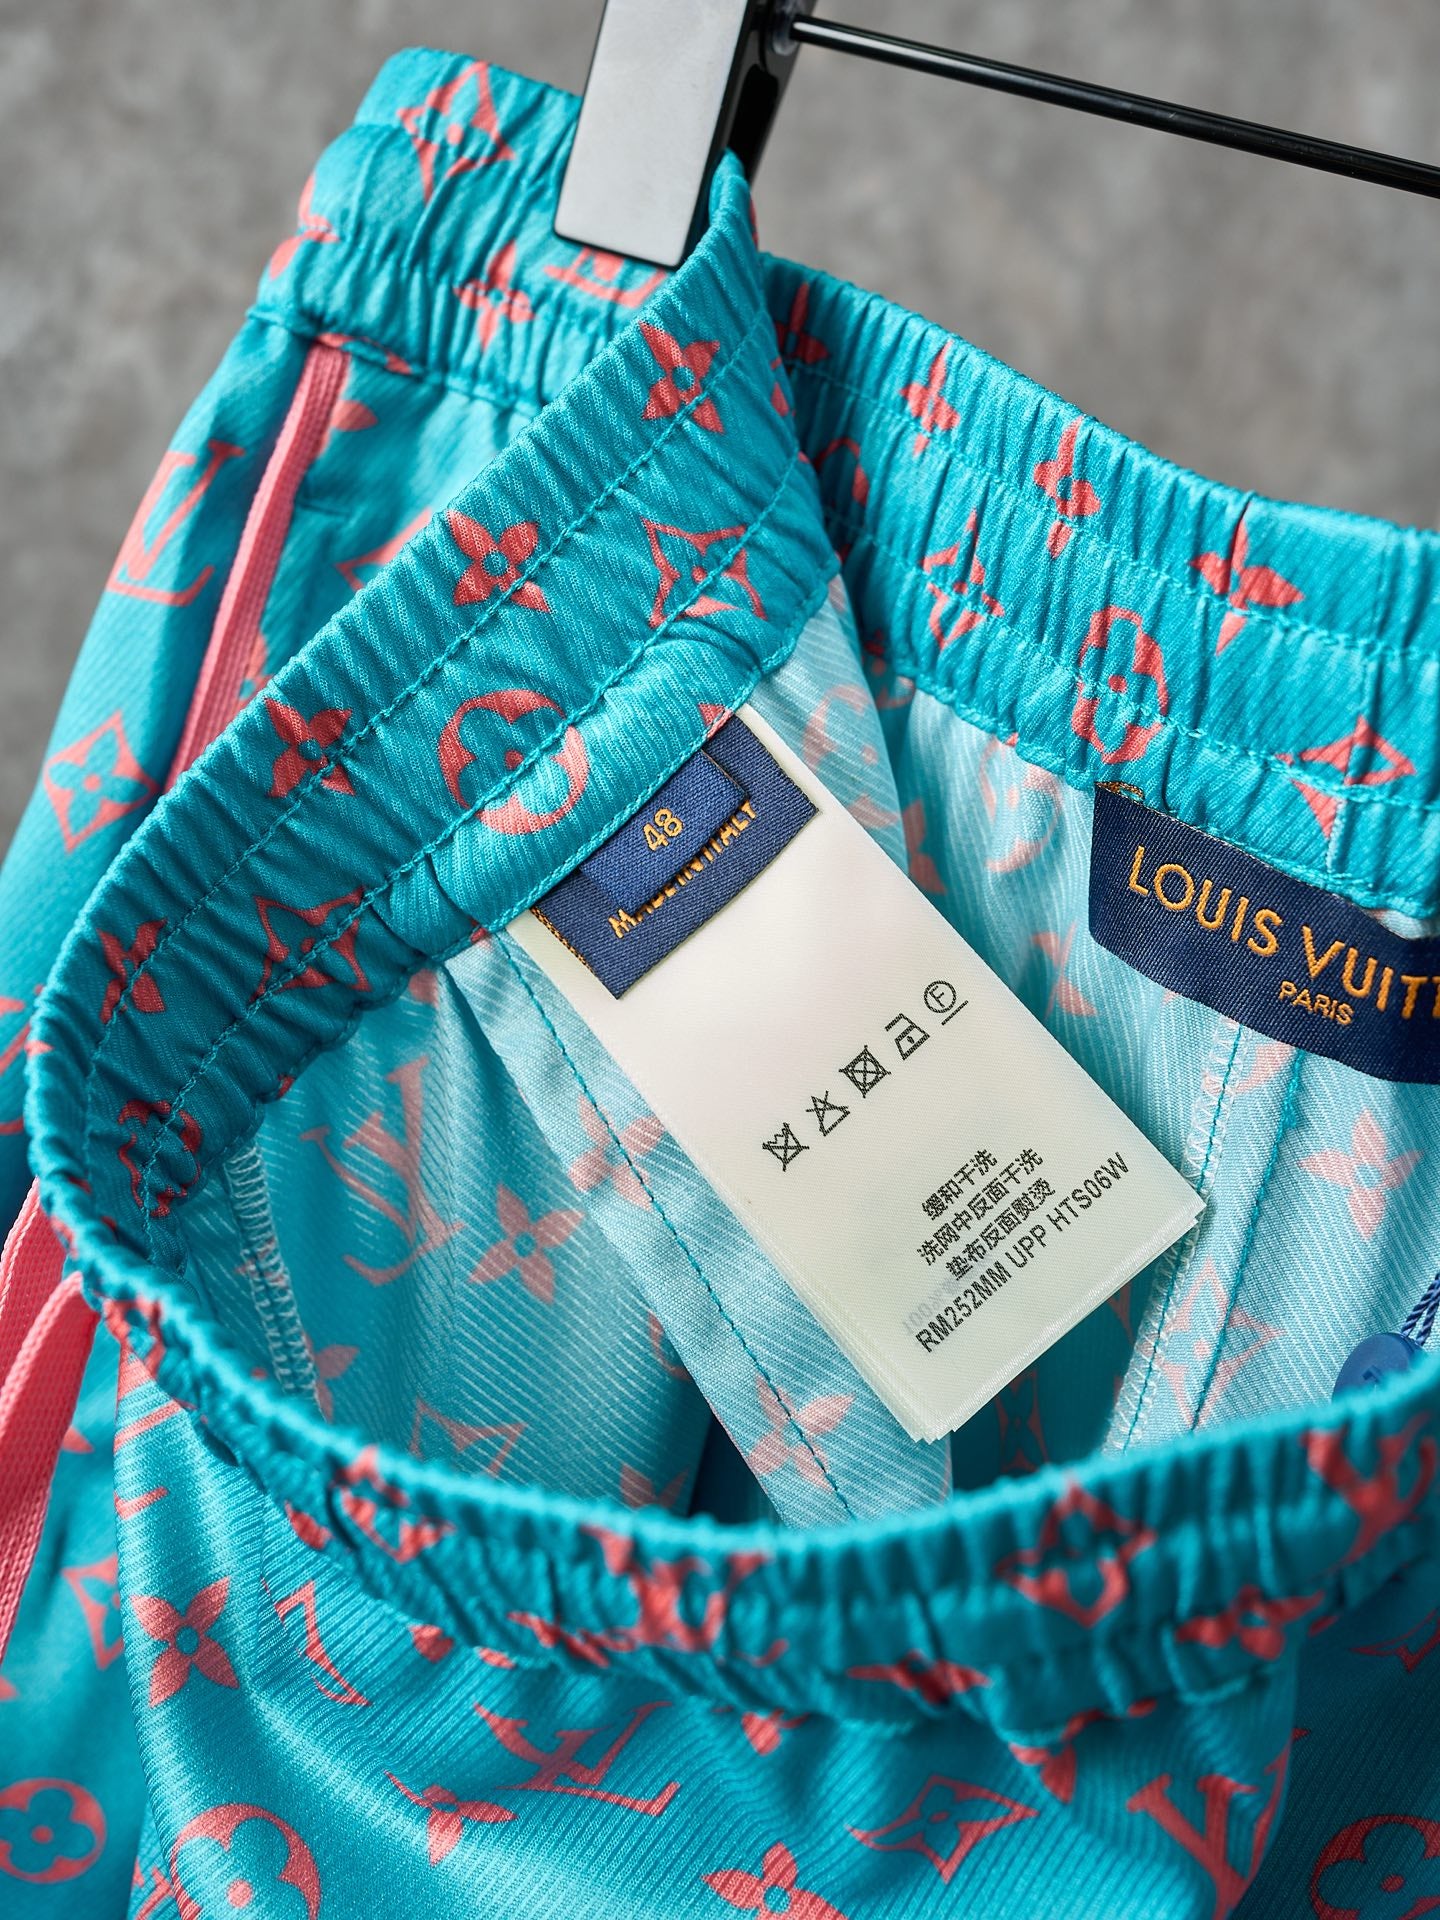 48
MADE IN ITALY
LOUIS VUITT
PARIS
F
缓和干洗
洗网中反面干洗
垫布反面熨烫
RM252MM UPP HTS06W